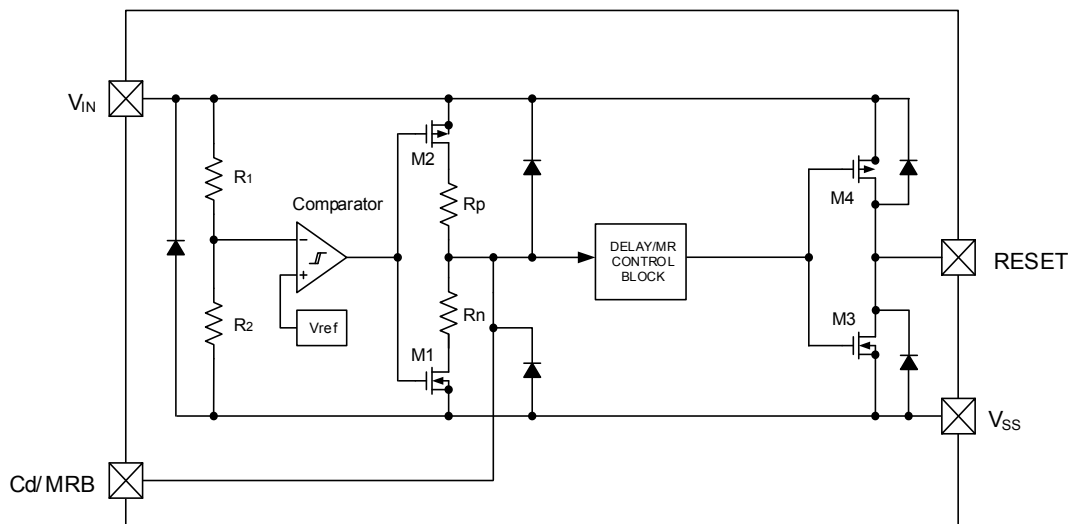 VIN
M2
R1
Comparator
Rp
M4
−
+
DELAY/MR
CONTROL
BLOCK
RESET
R2
Vref
Rn
M3
M1
VSS
Cd/MRB